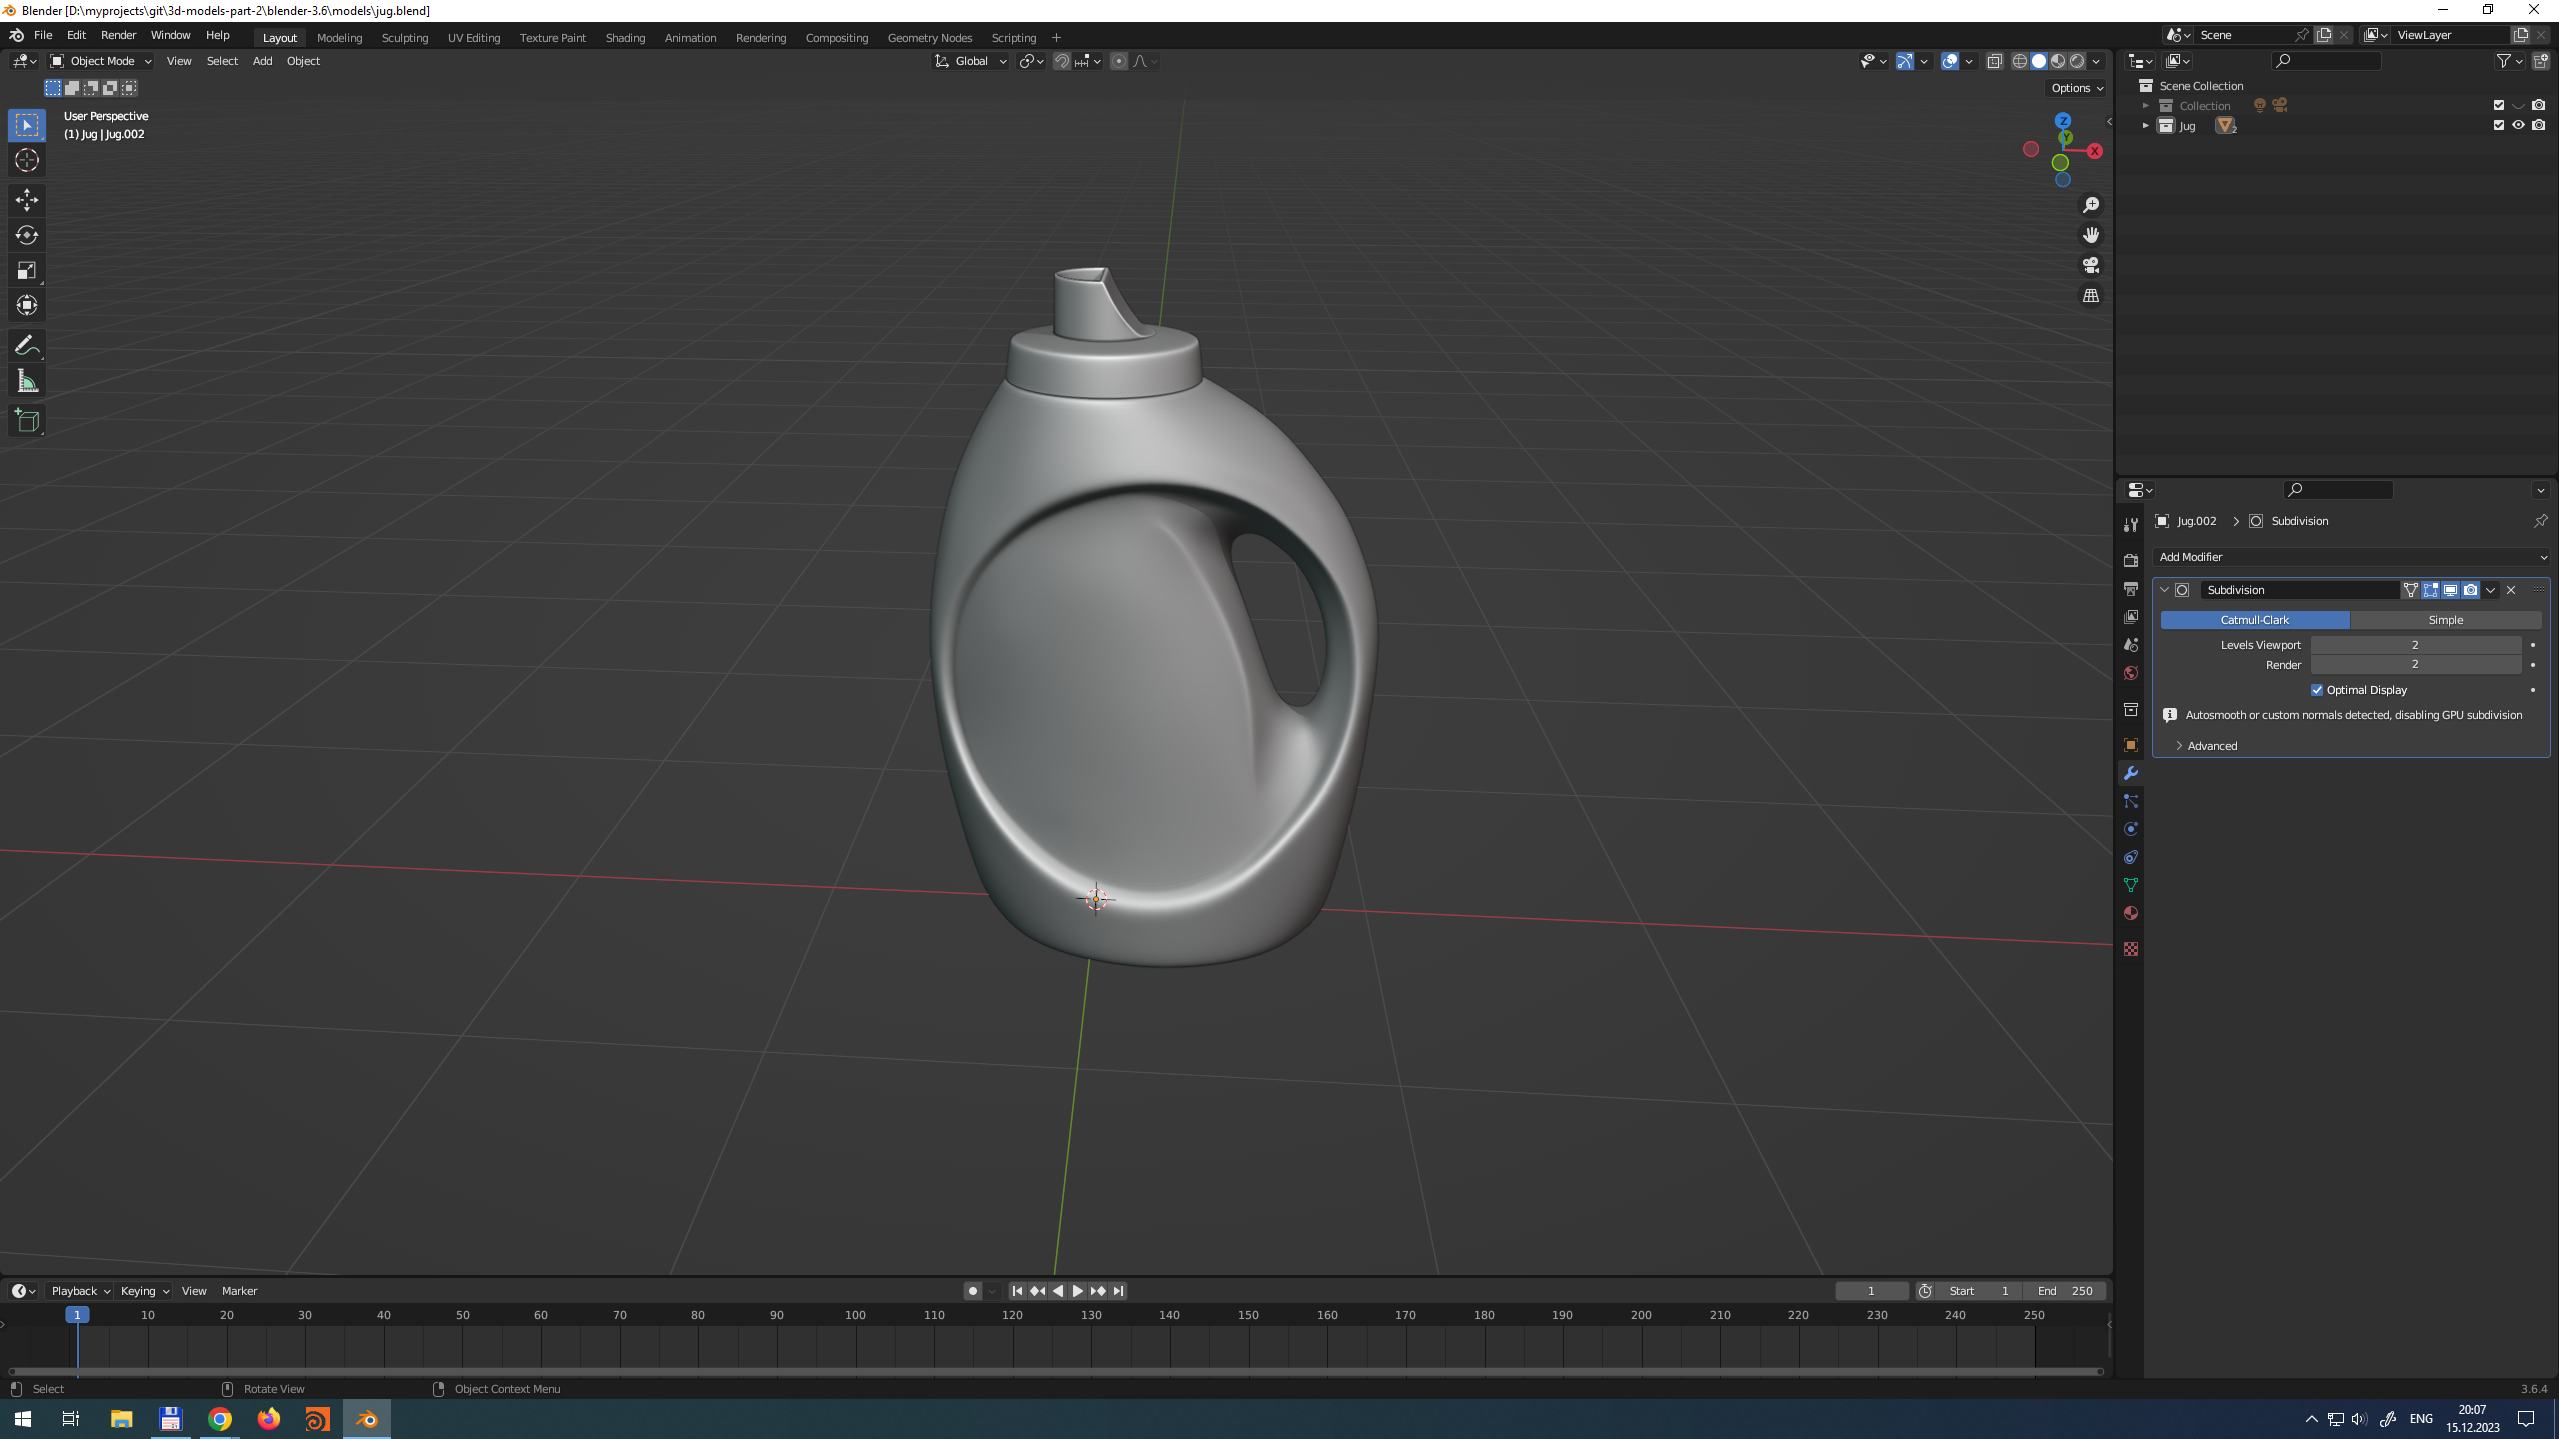 Blender [D:\myprojects\git\3d-models-part-2\blender-3.6\models\jug.blend]
File Edit Render Window Help Layout Modeling Sculpting UV Editing Texture Paint Shading Animation Rendering Compositing Geometry Nodes Scripting + Scene ViewLayer
Object Mode View Select Add Object Global
Options
User Perspective
(1) Jug | Jug.002
Z
Y
X
Scene Collection
Collection
Jug 2
Jug.002 > Subdivision
Add Modifier
Subdivision
Catmull-Clark Simple
Levels Viewport 2
Render 2
Optimal Display
Autosmooth or custom normals detected, disabling GPU subdivision
Advanced
Playback Keying View Marker 1 Start 1 End 250
1 10 20 30 40 50 60 70 80 90 100 110 120 130 140 150 160 170 180 190 200 210 220 230 240 250
Select Rotate View Object Context Menu 3.6.4
ENG 20:07
15.12.2023